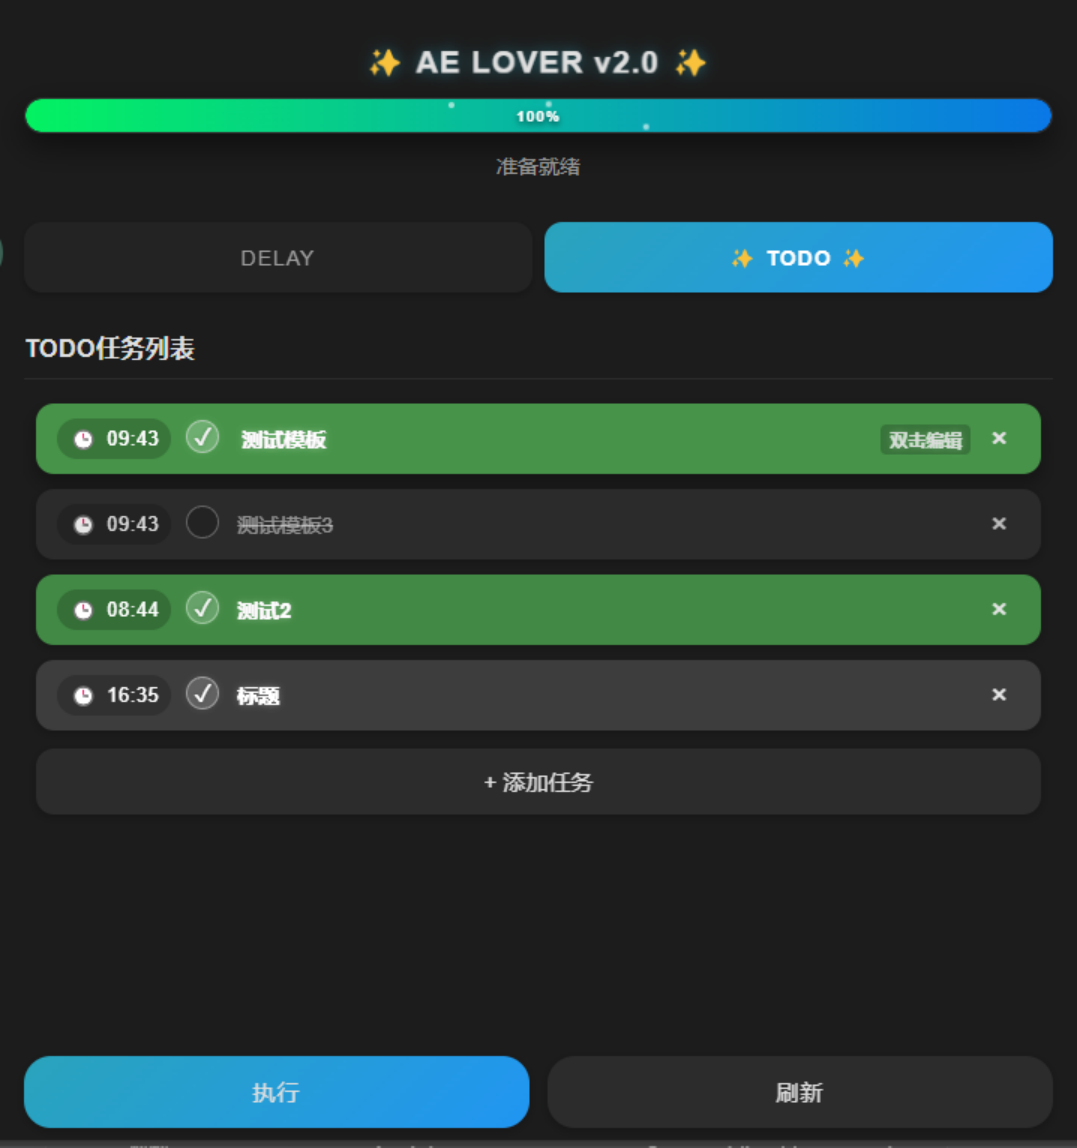 ✨ AE LOVER v2.0 ✨
100%
准备就绪
DELAY
✨ TODO ✨
TODO任务列表
09:43 测试模板 双击编辑 ×
09:43 测试模板3 ×
08:44 测试2 ×
16:35 标题 ×
+ 添加任务
执行
刷新